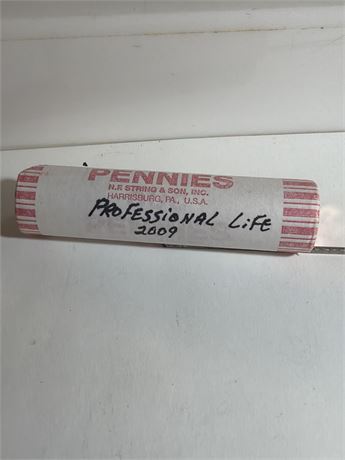 PENNIES
N.F. STRING & SON, INC.
HARRISBURG, PA., U.S.A.
PROFESSIONAL LiFE
2009